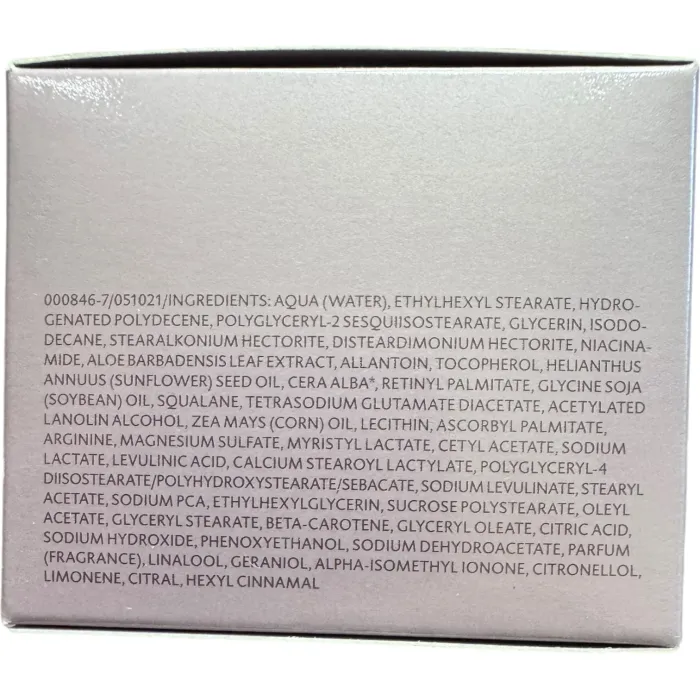 000846-7/051021/INGREDIENTS: AQUA (WATER), ETHYLHEXYL STEARATE, HYDRO-
GENATED POLYDECENE, POLYGLYCERYL-2 SESQUIISOSTEARATE, GLYCERIN, ISODO-
DECANE, STEARALKONIUM HECTORITE, DISTEARDIMONIUM HECTORITE, NIACINA-
MIDE, ALOE BARBADENSIS LEAF EXTRACT, ALLANTOIN, TOCOPHEROL, HELIANTHUS
ANNUUS (SUNFLOWER) SEED OIL, CERA ALBA*, RETINYL PALMITATE, GLYCINE SOJA
(SOYBEAN) OIL, SQUALANE, TETRASODIUM GLUTAMATE DIACETATE, ACETYLATED
LANOLIN ALCOHOL, ZEA MAYS (CORN) OIL, LECITHIN, ASCORBYL PALMITATE,
ARGININE, MAGNESIUM SULFATE, MYRISTYL LACTATE, CETYL ACETATE, SODIUM
LACTATE, LEVULINIC ACID, CALCIUM STEAROYL LACTYLATE, POLYGLYCERYL-4
DIISOSTEARATE/POLYHYDROXYSTEARATE/SEBACATE, SODIUM LEVULINATE, STEARYL
ACETATE, SODIUM PCA, ETHYLHEXYLGLYCERIN, SUCROSE POLYSTEARATE, OLEYL
ACETATE, GLYCERYL STEARATE, BETA-CAROTENE, GLYCERYL OLEATE, CITRIC ACID,
SODIUM HYDROXIDE, PHENOXYETHANOL, SODIUM DEHYDROACETATE, PARFUM
(FRAGRANCE), LINALOOL, GERANIOL, ALPHA-ISOMETHYL IONONE, CITRONELLOL,
LIMONENE, CITRAL, HEXYL CINNAMAL